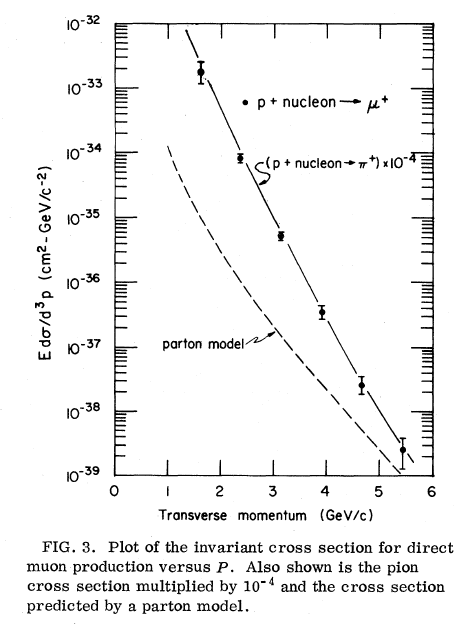 10-32
10-33
10-34
10-35
10-36
10-37
10-38
10-39
E dσ/d³p (cm²-GeV/c-2)
• p + nucleon → μ+
(p + nucleon → π+) x 10-4
parton model
0 1 2 3 4 5 6
Transverse momentum (GeV/c)
FIG. 3. Plot of the invariant cross section for direct
muon production versus P. Also shown is the pion
cross section multiplied by 10-4 and the cross section
predicted by a parton model.